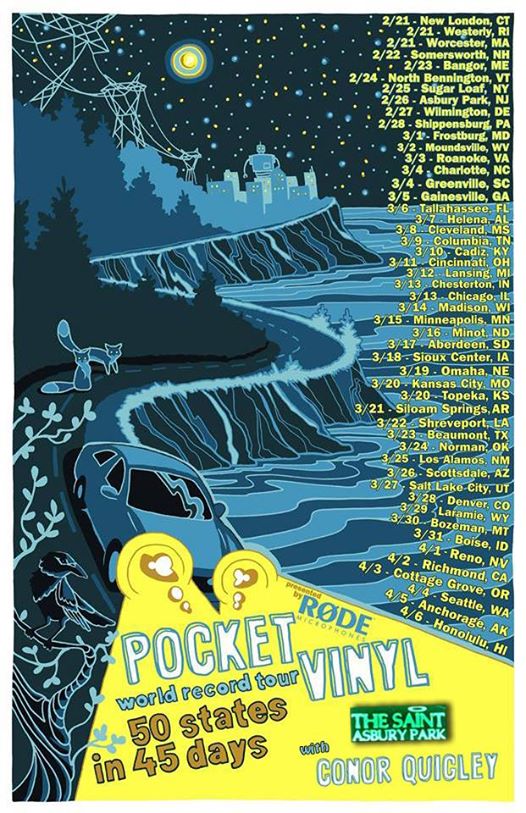 2/21 - New London, CT
2/21 - Westerly, RI
2/21 - Worcester, MA
2/22 - Somersworth, NH
2/23 - Bangor, ME
2/24 - North Bennington, VT
2/25 - Sugar Loaf, NY
2/26 - Asbury Park, NJ
2/27 - Wilmington, DE
2/28 - Shippensburg, PA
3/1 - Frostburg, MD
3/2 - Moundsville, WV
3/3 - Roanoke, VA
3/4 - Charlotte, NC
3/4 - Greenville, SC
3/5 - Gainesville, GA
3/6 - Tallahassee, FL
3/7 - Helena, AL
3/8 - Cleveland, MS
3/9 - Columbia, TN
3/10 - Cadiz, KY
3/11 - Cincinnati, OH
3/12 - Lansing, MI
3/13 - Chesterton, IN
3/13 - Chicago, IL
3/14 - Madison, WI
3/15 - Minneapolis, MN
3/16 - Minot, ND
3/17 - Aberdeen, SD
3/18 - Sioux Center, IA
3/19 - Omaha, NE
3/20 - Kansas City, MO
3/20 - Topeka, KS
3/21 - Siloam Springs, AR
3/22 - Shreveport, LA
3/23 - Beaumont, TX
3/24 - Norman, OK
3/25 - Los Alamos, NM
3/26 - Scottsdale, AZ
3/27 - Salt Lake City, UT
3/28 - Denver, CO
3/29 - Laramie, WY
3/30 - Bozeman, MT
3/31 - Boise, ID
4/1 - Reno, NV
4/2 - Richmond, CA
4/3 - Cottage Grove, OR
4/4 - Seattle, WA
4/5 - Anchorage, AK
4/6 - Honolulu, HI
presented
by RØDE
MICROPHONES
POCKET
VINYL
world record tour
50 states
in 45 days
THE SAINT
ASBURY PARK
with
CONOR QUIGLEY